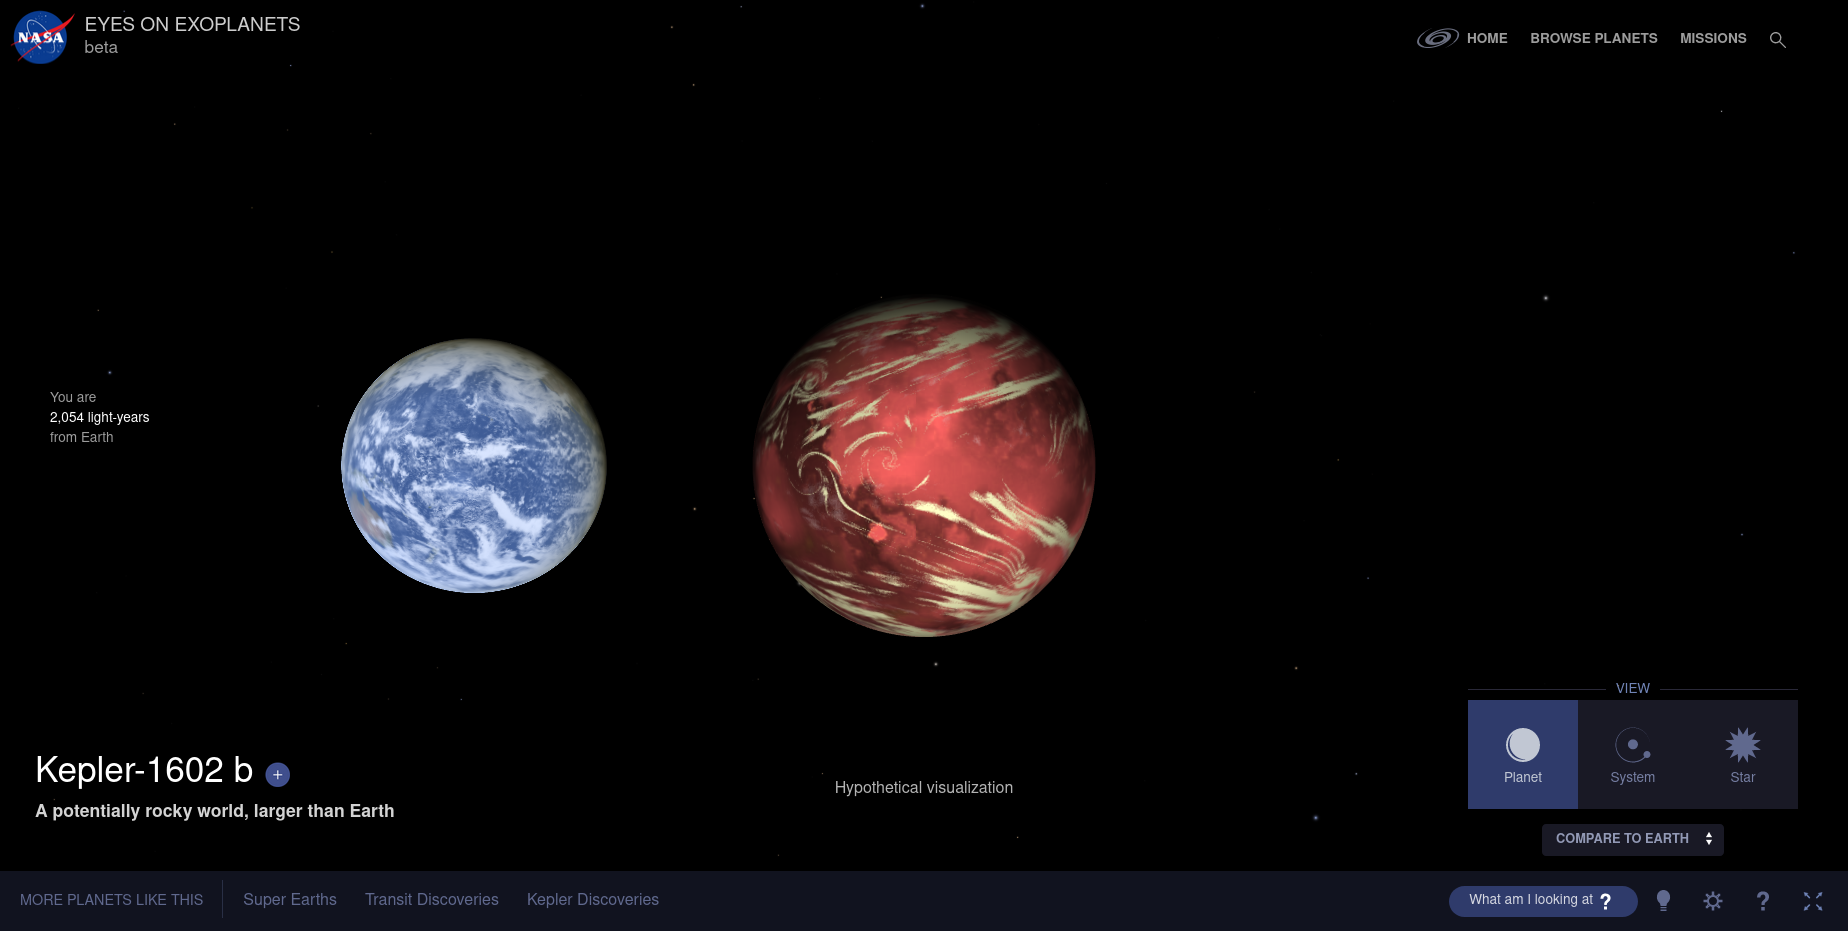 NASA
EYES ON EXOPLANETS
beta
HOME
BROWSE PLANETS
MISSIONS
You are
2,054 light-years
from Earth
VIEW
Planet
System
Star
Kepler-1602 b +
A potentially rocky world, larger than Earth
Hypothetical visualization
COMPARE TO EARTH
MORE PLANETS LIKE THIS
Super Earths
Transit Discoveries
Kepler Discoveries
What am I looking at ?
?